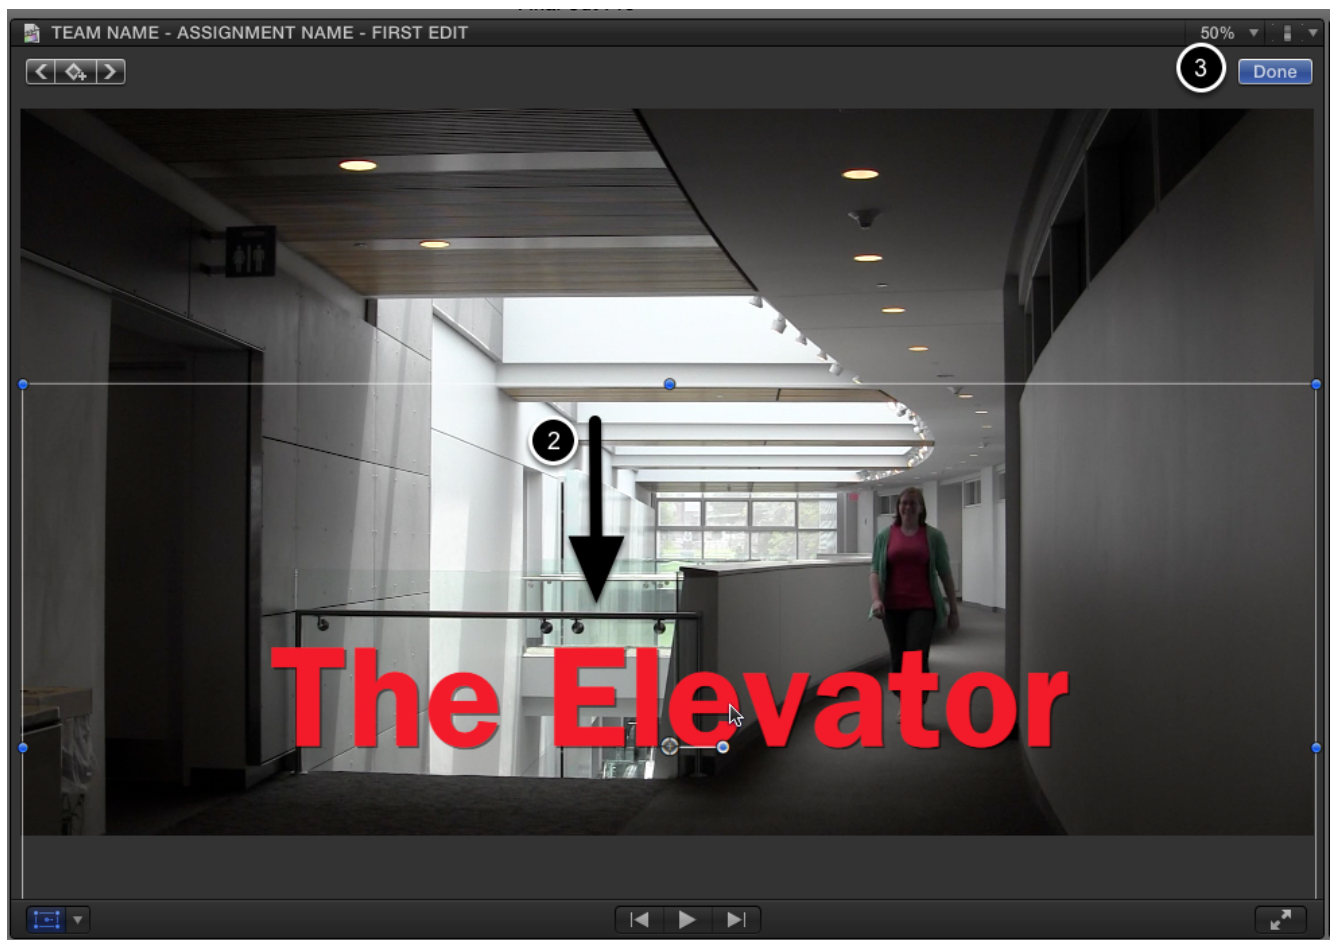 TEAM NAME - ASSIGNMENT NAME - FIRST EDIT
50%
3
Done
2
The Elevator